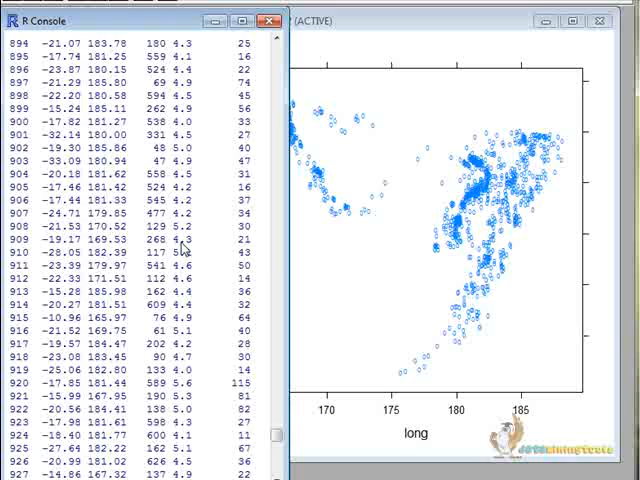 R Console
(ACTIVE)
894 -21.07 183.78 180 4.3 25
895 -17.74 181.25 559 4.1 16
896 -23.87 180.15 524 4.4 22
897 -21.29 185.80 69 4.9 74
898 -22.20 180.58 594 4.5 45
899 -15.24 185.11 262 4.9 56
900 -17.82 181.27 538 4.0 33
901 -32.14 180.00 331 4.5 27
902 -19.30 185.86 48 5.0 40
903 -33.09 180.94 47 4.9 47
904 -20.18 181.62 558 4.5 31
905 -17.46 181.42 524 4.2 16
906 -17.44 181.33 545 4.2 37
907 -24.71 179.85 477 4.2 34
908 -21.53 170.52 129 5.2 30
909 -19.17 169.53 268 21
910 -28.05 182.39 117 43
911 -23.39 179.97 541 4.6 50
912 -22.33 171.51 112 4.6 14
913 -15.28 185.98 162 4.4 36
914 -20.27 181.51 609 4.4 32
915 -10.96 165.97 76 4.9 64
916 -21.52 169.75 61 5.1 40
917 -19.57 184.47 202 4.2 28
918 -23.08 183.45 90 4.7 30
919 -25.06 182.80 133 4.0 14
920 -17.85 181.44 589 5.6 115
921 -15.99 167.95 190 5.3 81
922 -20.56 184.41 138 5.0 82
923 -17.98 181.61 598 4.3 27
924 -18.40 181.77 600 4.1 11
925 -27.64 182.22 162 5.1 67
926 -20.99 181.02 626 4.5 36
927 -14.86 167.32 137 4.9 22
170 175 180 185
long